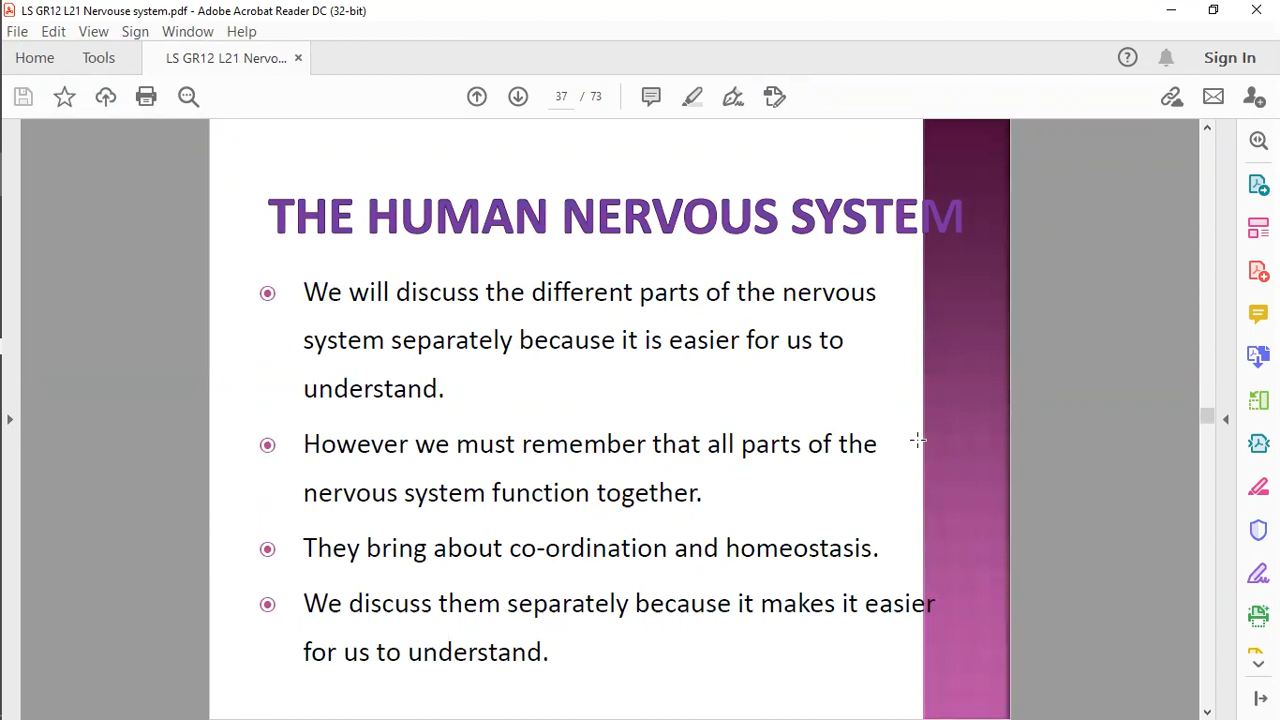 LS GR12 L21 Nervouse system.pdf - Adobe Acrobat Reader DC (32-bit)
File Edit View Sign Window Help
Home Tools LS GR12 L21 Nervo... × Sign In
37 / 73
THE HUMAN NERVOUS SYSTEM
We will discuss the different parts of the nervous
system separately because it is easier for us to
understand.
However we must remember that all parts of the
nervous system function together.
They bring about co-ordination and homeostasis.
We discuss them separately because it makes it easier
for us to understand.